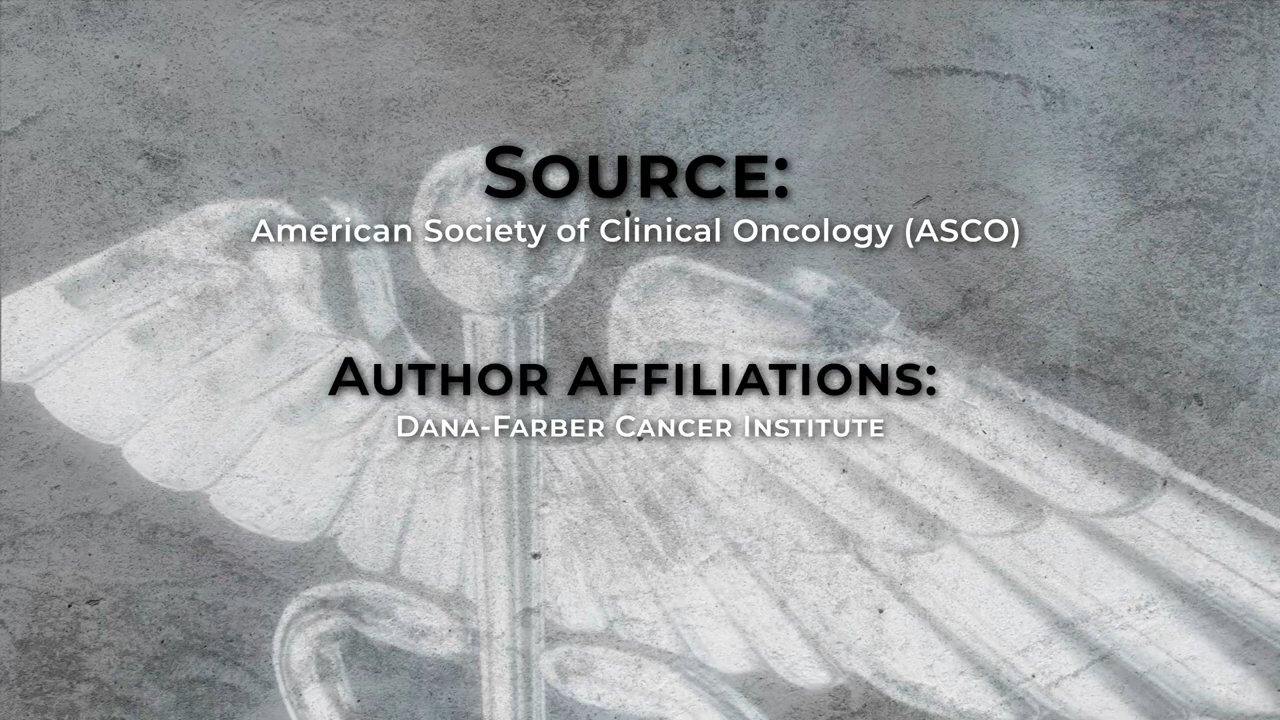 Source:
American Society of Clinical Oncology (ASCO)
Author Affiliations:
Dana-Farber Cancer Institute